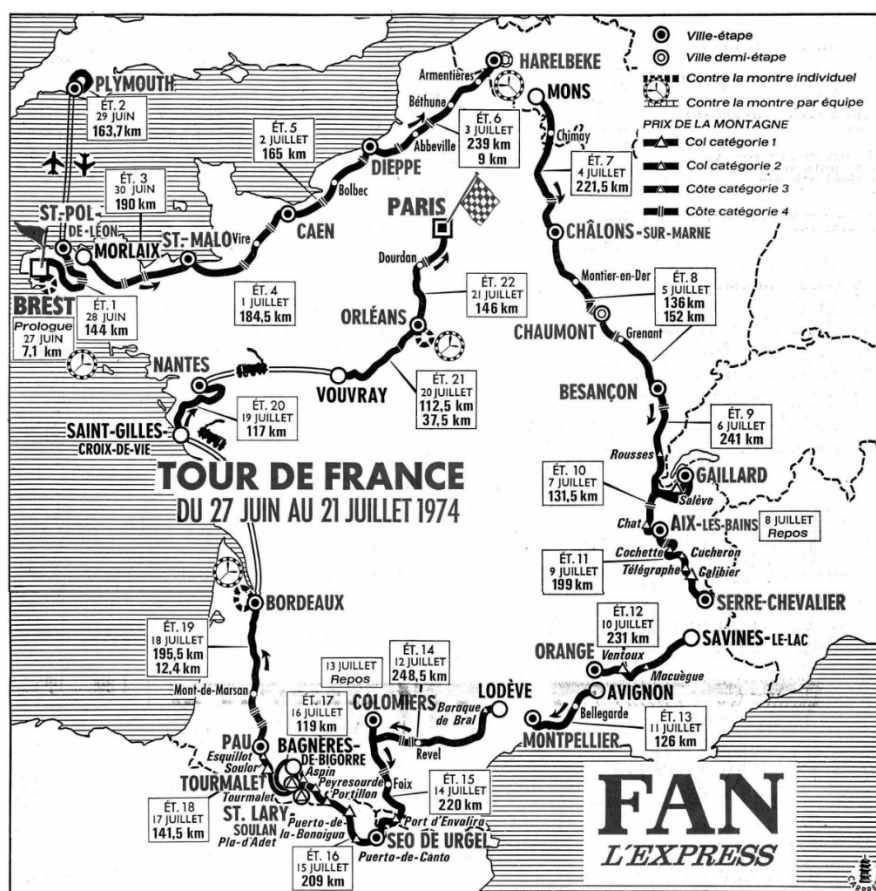 PLYMOUTH
ÉT. 2
29 JUIN
163,7 km
HARELBEKE
Armentières
Béthune
Abbeville
MONS
Chimay
Ville-étape
Ville demi-étape
Contre la montre individuel
Contre la montre par équipe
PRIX DE LA MONTAGNE
Col catégorie 1
Col catégorie 2
Côte catégorie 3
Côte catégorie 4
ÉT. 5
2 JUILLET
165 km
ÉT. 6
3 JUILLET
239 km
9 km
DIEPPE
Bolbec
ÉT. 7
4 JUILLET
221,5 km
ÉT. 3
30 JUIN
190 km
ST.-POL
DE-LÉON
MORLAIX
ST.-MALO
Vire
CAEN
PARIS
Dourdan
CHÂLONS-SUR-MARNE
Montier-en-Der
BREST
Prologue
27 JUIN
7,1 km
ÉT. 1
28 JUIN
144 km
ÉT. 4
1 JUILLET
184,5 km
ÉT. 22
21 JUILLET
146 km
ORLÉANS
ÉT. 8
5 JUILLET
136 km
152 km
CHAUMONT
Grenant
NANTES
VOUVRAY
ÉT. 21
20 JUILLET
112,5 km
37,5 km
BESANÇON
ÉT. 20
19 JUILLET
117 km
SAINT-GILLES-
CROIX-DE-VIE
ÉT. 9
6 JUILLET
241 km
Rousses
TOUR DE FRANCE
DU 27 JUIN AU 21 JUILLET 1974
ÉT. 10
7 JUILLET
131,5 km
GAILLARD
Salève
Chat
AIX-LES-BAINS
8 JUILLET
Repos
ÉT. 11
9 JUILLET
199 km
Cochette
Cucheron
Télégraphe
Galibier
SERRE-CHEVALIER
BORDEAUX
ÉT. 19
18 JUILLET
195,5 km
12,4 km
Mont-de-Marsan
ÉT.12
10 JUILLET
231 km
SAVINES-LE-LAC
ORANGE
Ventoux
Macuègue
AVIGNON
Bellegarde
ÉT. 13
11 JUILLET
126 km
MONTPELLIER
ÉT. 14
12 JUILLET
248,5 km
13 JUILLET
Repos
LODÈVE
Baraque
de Bral
COLOMIERS
Revel
ÉT. 17
16 JUILLET
119 km
PAU
Esquillot
Soulor
BAGNÈRES-
DE-BIGORRE
Aspin
Peyresourde
Portillon
TOURMALET
Tourmalet
Foix
ÉT. 15
14 JUILLET
220 km
ÉT. 18
17 JUILLET
141,5 km
ST. LARY-
SOULAN
Pla-d'Adet
Puerto-de-
la-Bonaigua
Port d'Envalira
SEO DE URGEL
Puerto-de-Canto
ÉT. 16
15 JUILLET
209 km
FAN
L'EXPRESS